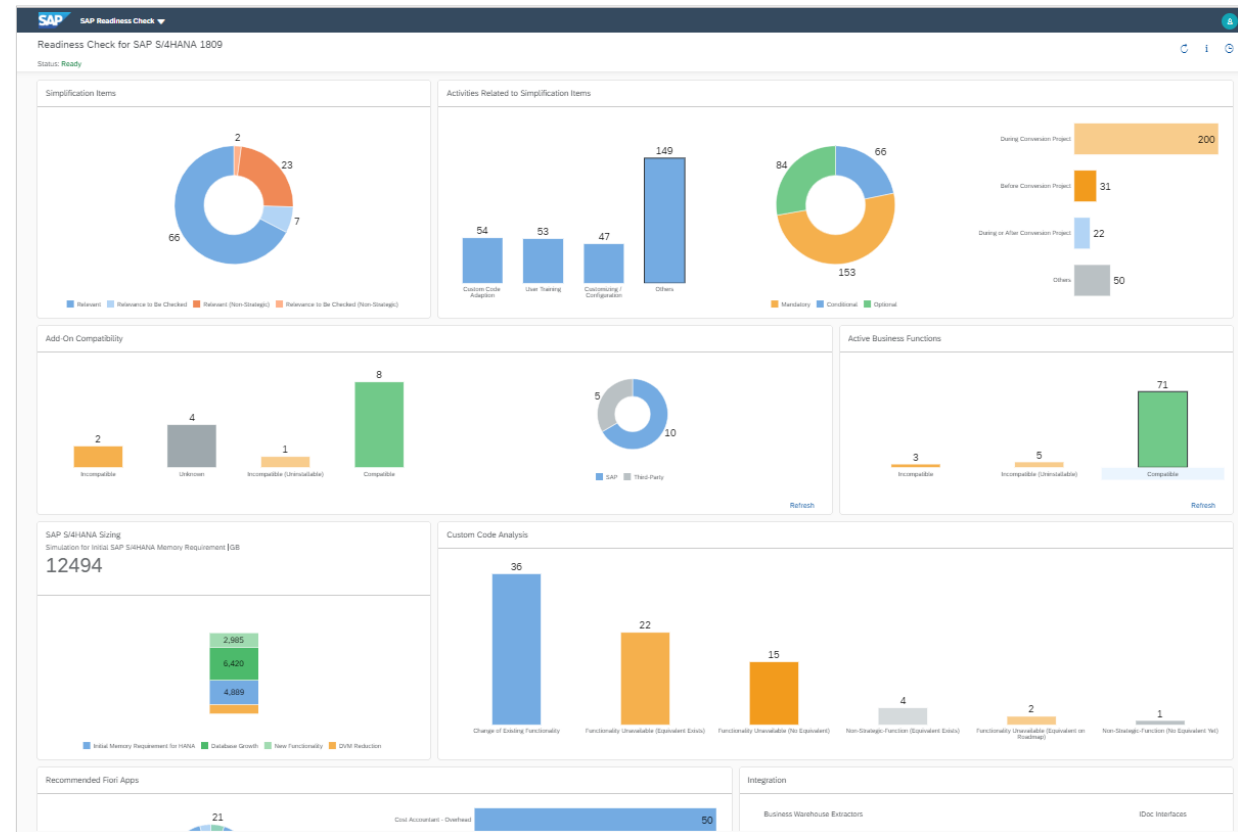 SAP SAP Readiness Check
Readiness Check for SAP S/4HANA 1809
Status: Ready
Simplification Items
2
23
7
66
Relevant Relevance to Be Checked Relevant (Non-Strategic) Relevance to Be Checked (Non-Strategic)
Activities Related to Simplification Items
54
53
47
149
Custom Code
Adaption
User Training
Customizing /
Configuration
Others
84
66
153
Mandatory Conditional Optional
During Conversion Project
200
Before Conversion Project
31
During or After Conversion Project
22
Others
50
Add-On Compatibility
2
4
1
8
Incompatible
Unknown
Incompatible (Uninstallable)
Compatible
5
10
SAP Third-Party
Refresh
Active Business Functions
3
5
71
Incompatible
Incompatible (Uninstallable)
Compatible
Refresh
SAP S/4HANA Sizing
Simulation for Initial SAP S/4HANA Memory Requirement |GB
12494
2,985
6,420
4,889
Initial Memory Requirement for HANA Database Growth New Functionality DVM Reduction
Custom Code Analysis
36
22
15
4
2
1
Change of Existing Functionality
Functionality Unavailable (Equivalent Exists)
Functionality Unavailable (No Equivalent)
Non-Strategic-Function (Equivalent Exists)
Functionality Unavailable (Equivalent on
Roadmap)
Non-Strategic-Function (No Equivalent Yet)
Recommended Fiori Apps
21
Cost Accountant - Overhead
50
Integration
Business Warehouse Extractors
IDoc Interfaces